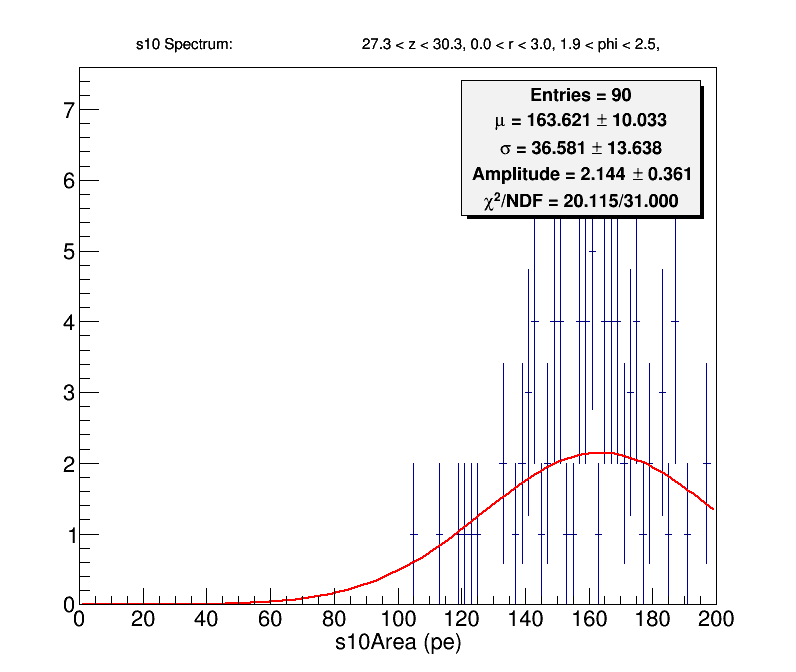 s10 Spectrum: 27.3 < z < 30.3, 0.0 < r < 3.0, 1.9 < phi < 2.5,
Entries = 90
μ = 163.621 ± 10.033
σ = 36.581 ± 13.638
Amplitude = 2.144 ± 0.361
χ²/NDF = 20.115/31.000
7
6
5
4
3
2
1
0
0 20 40 60 80 100 120 140 160 180 200
s10Area (pe)